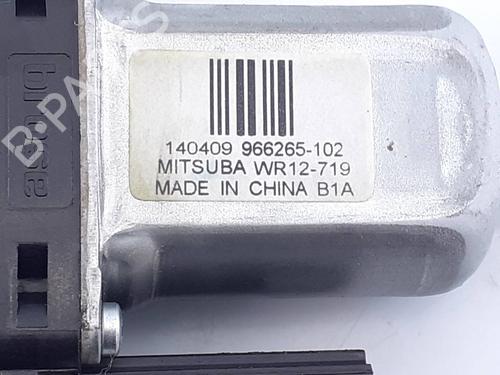 140409 966265-102
MITSUBA WR12-719
MADE IN CHINA B1A
brose
B-PARTS